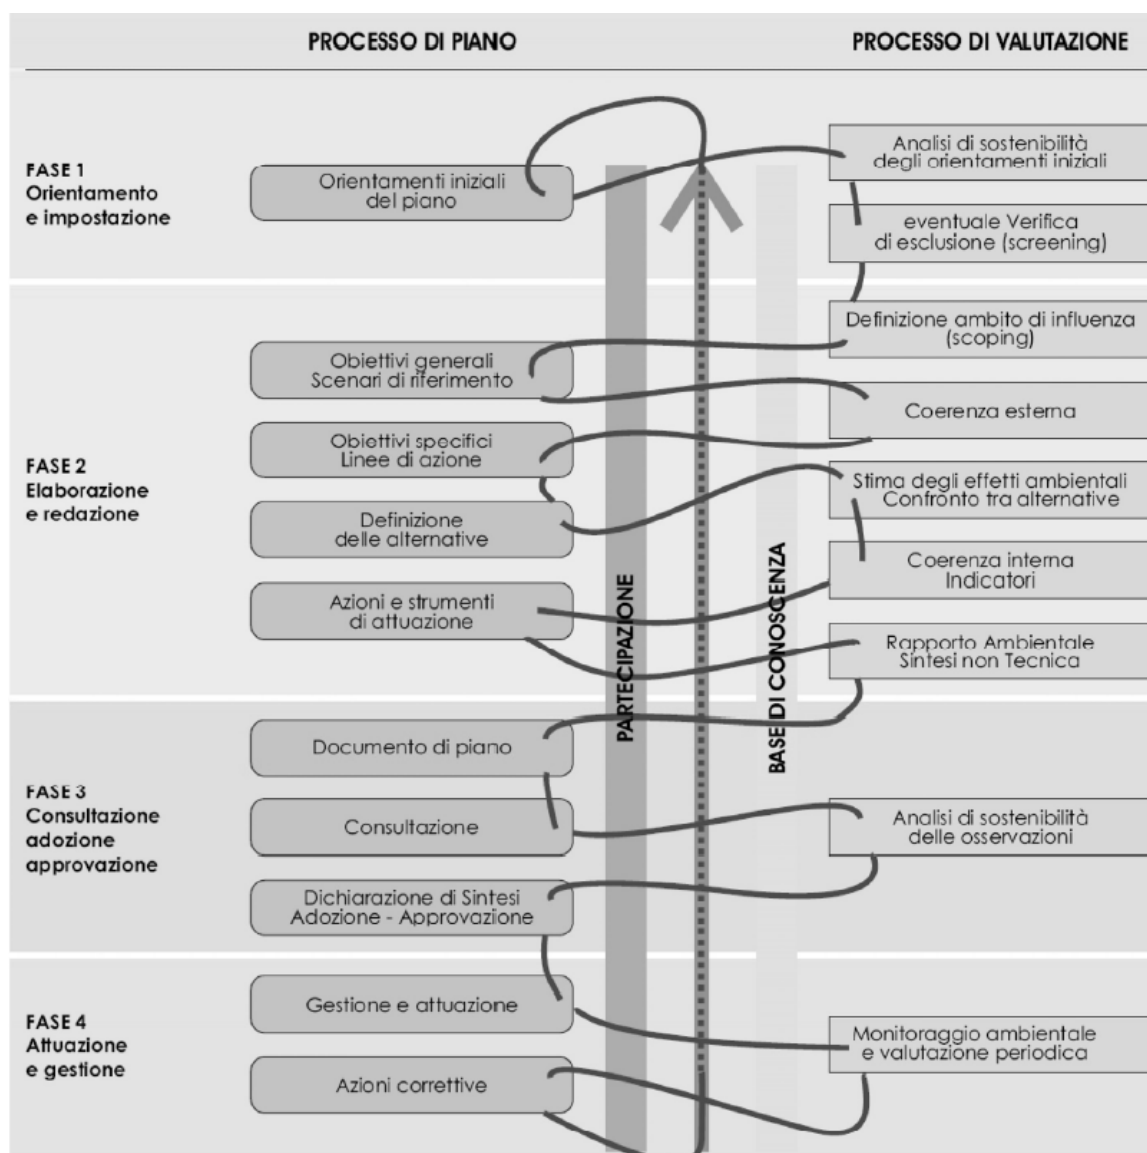 PROCESSO DI PIANO
PROCESSO DI VALUTAZIONE
FASE 1
Orientamento
e impostazione
Orientamenti iniziali
del piano
Analisi di sostenibilità
degli orientamenti iniziali
eventuale Verifica
di esclusione (screening)
FASE 2
Elaborazione
e redazione
Obiettivi generali
Scenari di riferimento
Obiettivi specifici
Linee di azione
Definizione
delle alternative
Azioni e strumenti
di attuazione
Definizione ambito di influenza
(scoping)
Coerenza esterna
Stima degli effetti ambientali
Confronto tra alternative
Coerenza interna
Indicatori
Rapporto Ambientale
Sintesi non Tecnica
PARTECIPAZIONE
BASE DI CONOSCENZA
FASE 3
Consultazione
adozione
approvazione
Documento di piano
Consultazione
Dichiarazione di Sintesi
Adozione - Approvazione
Analisi di sostenibilità
delle osservazioni
FASE 4
Attuazione
e gestione
Gestione e attuazione
Azioni correttive
Monitoraggio ambientale
e valutazione periodica